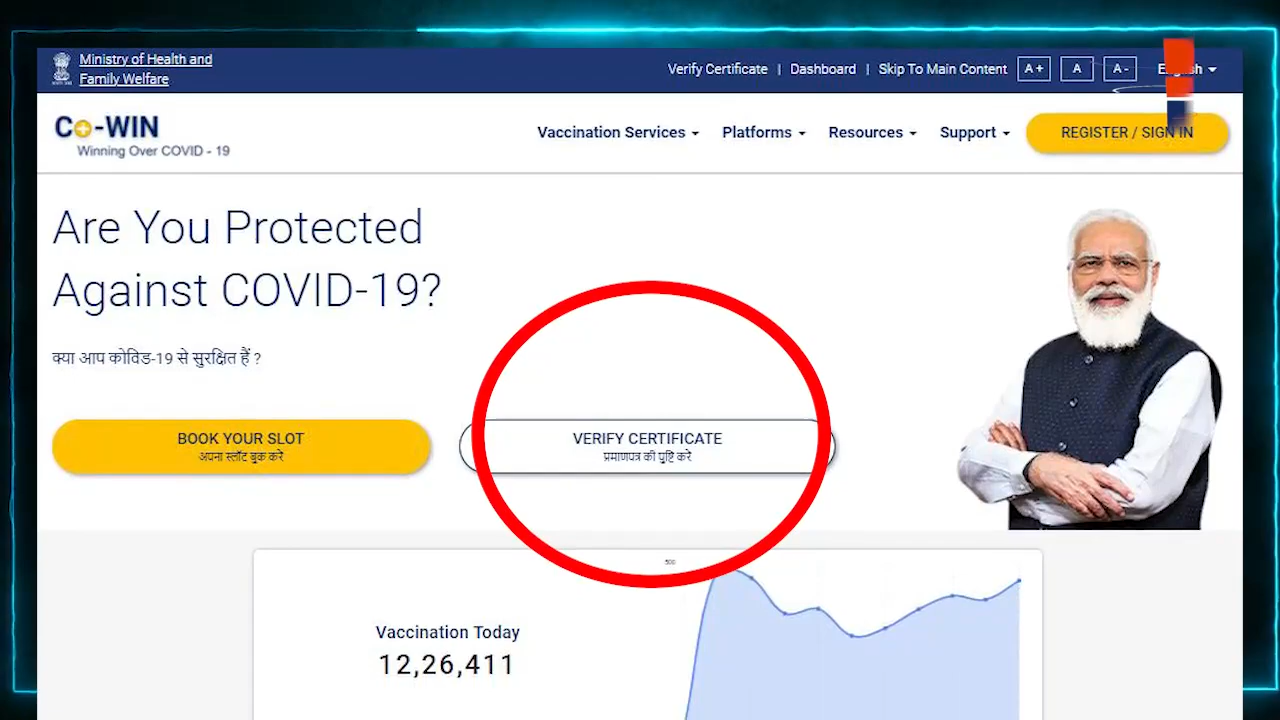 Ministry of Health and
Family Welfare
Verify Certificate | Dashboard | Skip To Main Content A+ A A-
Co-WIN
Winning Over COVID - 19
Vaccination Services Platforms Resources Support REGISTER / SIGN IN
Are You Protected
Against COVID-19?
क्या आप कोविड-19 से सुरक्षित हैं ?
BOOK YOUR SLOT
अपना स्लॉट बुक करें
VERIFY CERTIFICATE
प्रमाणपत्र की पुष्टि करें
500
Vaccination Today
12,26,411